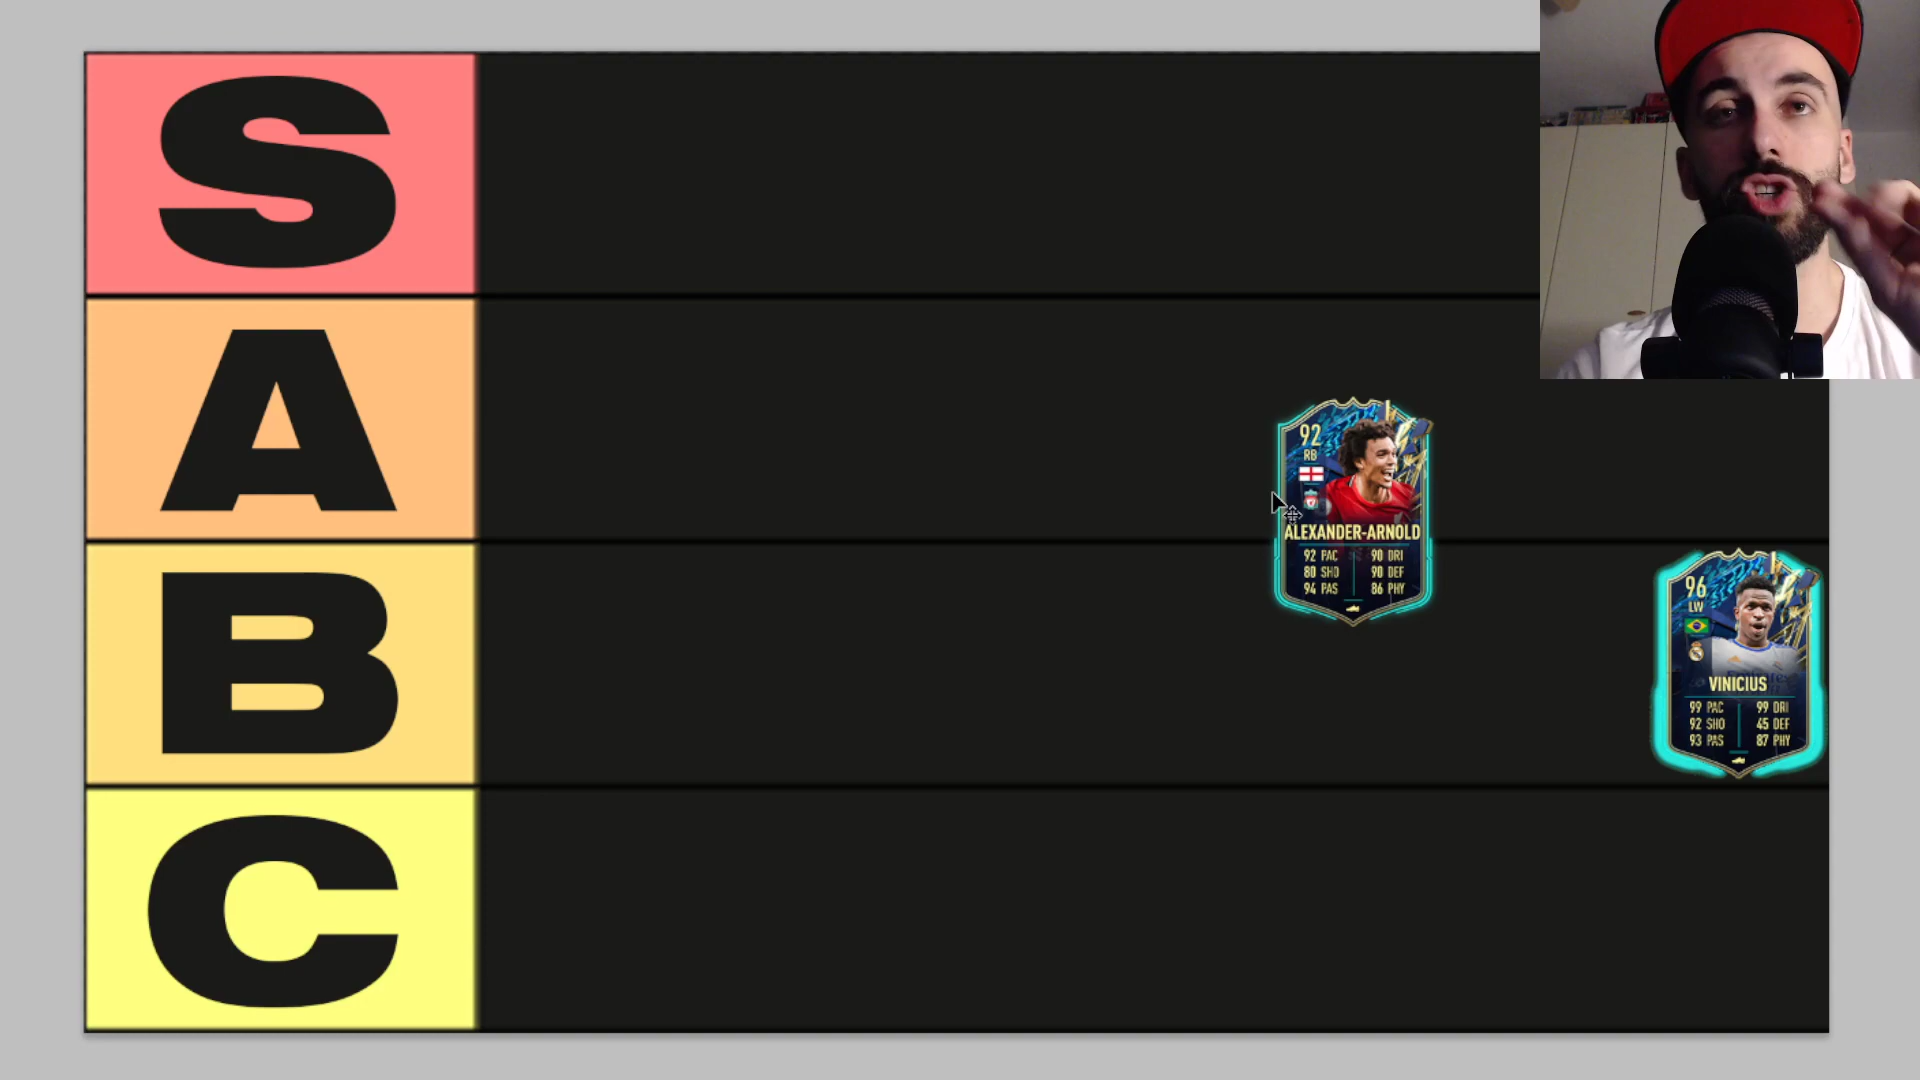 S
A
B
C
92
RB
ALEXANDER-ARNOLD
92 PAC 90 DRI
80 SHO 90 DEF
94 PAS 86 PHY
96
LW
VINICIUS
99 PAC 99 DRI
92 SHO 45 DEF
93 PAS 87 PHY